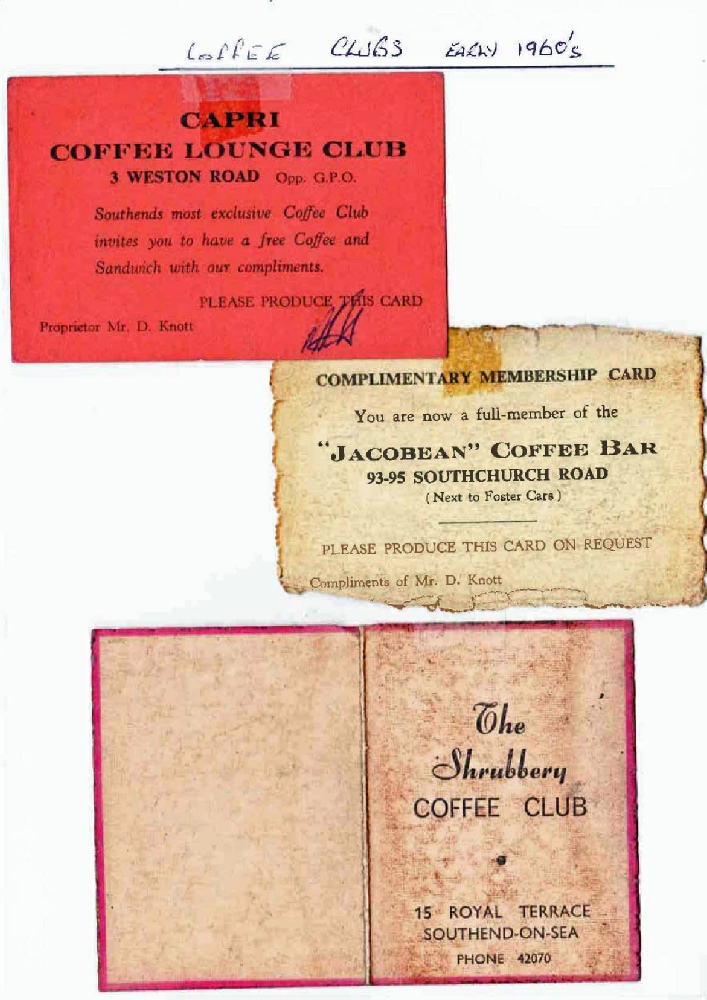 COFFEE CLUBS EARLY 1960's
CAPRI
COFFEE LOUNGE CLUB
3 WESTON ROAD Opp. G.P.O.
Southends most exclusive Coffee Club
invites you to have a free Coffee and
Sandwich with our compliments.
PLEASE PRODUCE THIS CARD
Proprietor Mr. D. Knott
COMPLIMENTARY MEMBERSHIP CARD
You are now a full-member of the
"JACOBEAN" COFFEE BAR
93-95 SOUTHCHURCH ROAD
(Next to Foster Cars)
PLEASE PRODUCE THIS CARD ON REQUEST
Compliments of Mr. D. Knott
The
Shrubbery
COFFEE CLUB
15 ROYAL TERRACE
SOUTHEND-ON-SEA
PHONE 42070